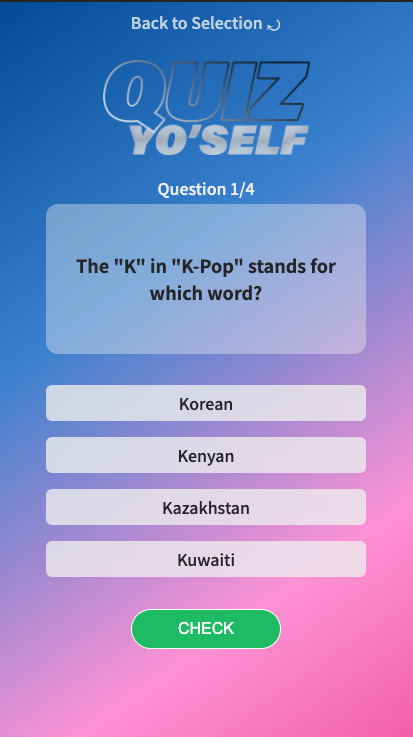 Back to Selection
QUIZ
YO'SELF
Question 1/4
The "K" in "K-Pop" stands for
which word?
Korean
Kenyan
Kazakhstan
Kuwaiti
CHECK